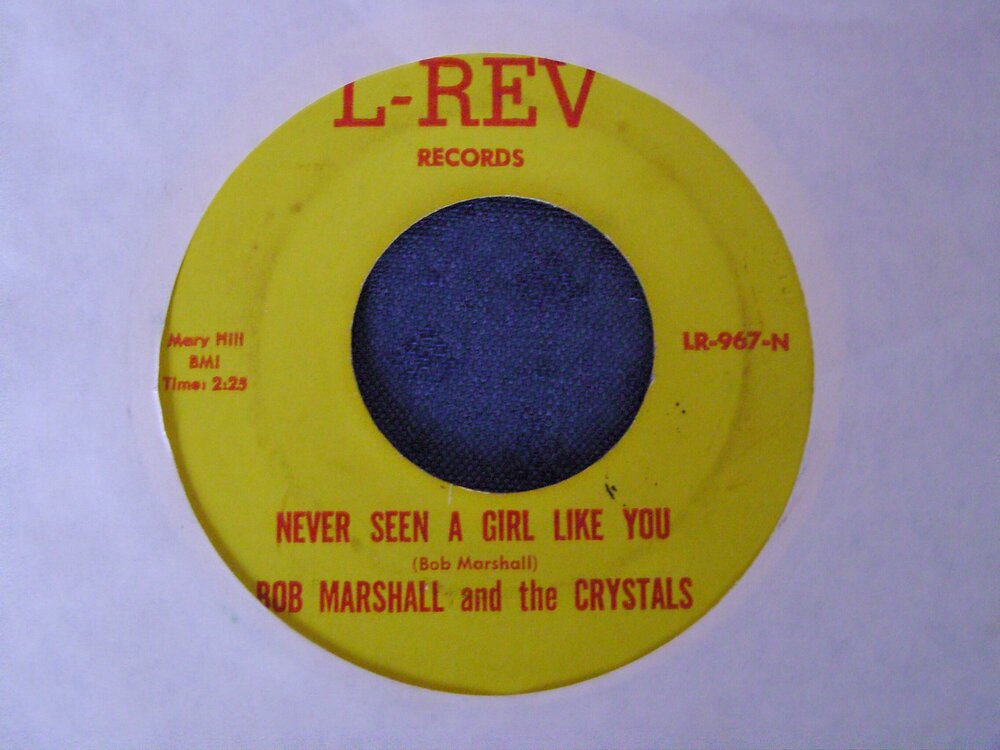 L-REV
RECORDS
Mary Hill
BMI
Time: 2:25
LR-967-N
NEVER SEEN A GIRL LIKE YOU
(Bob Marshall)
BOB MARSHALL and the CRYSTALS